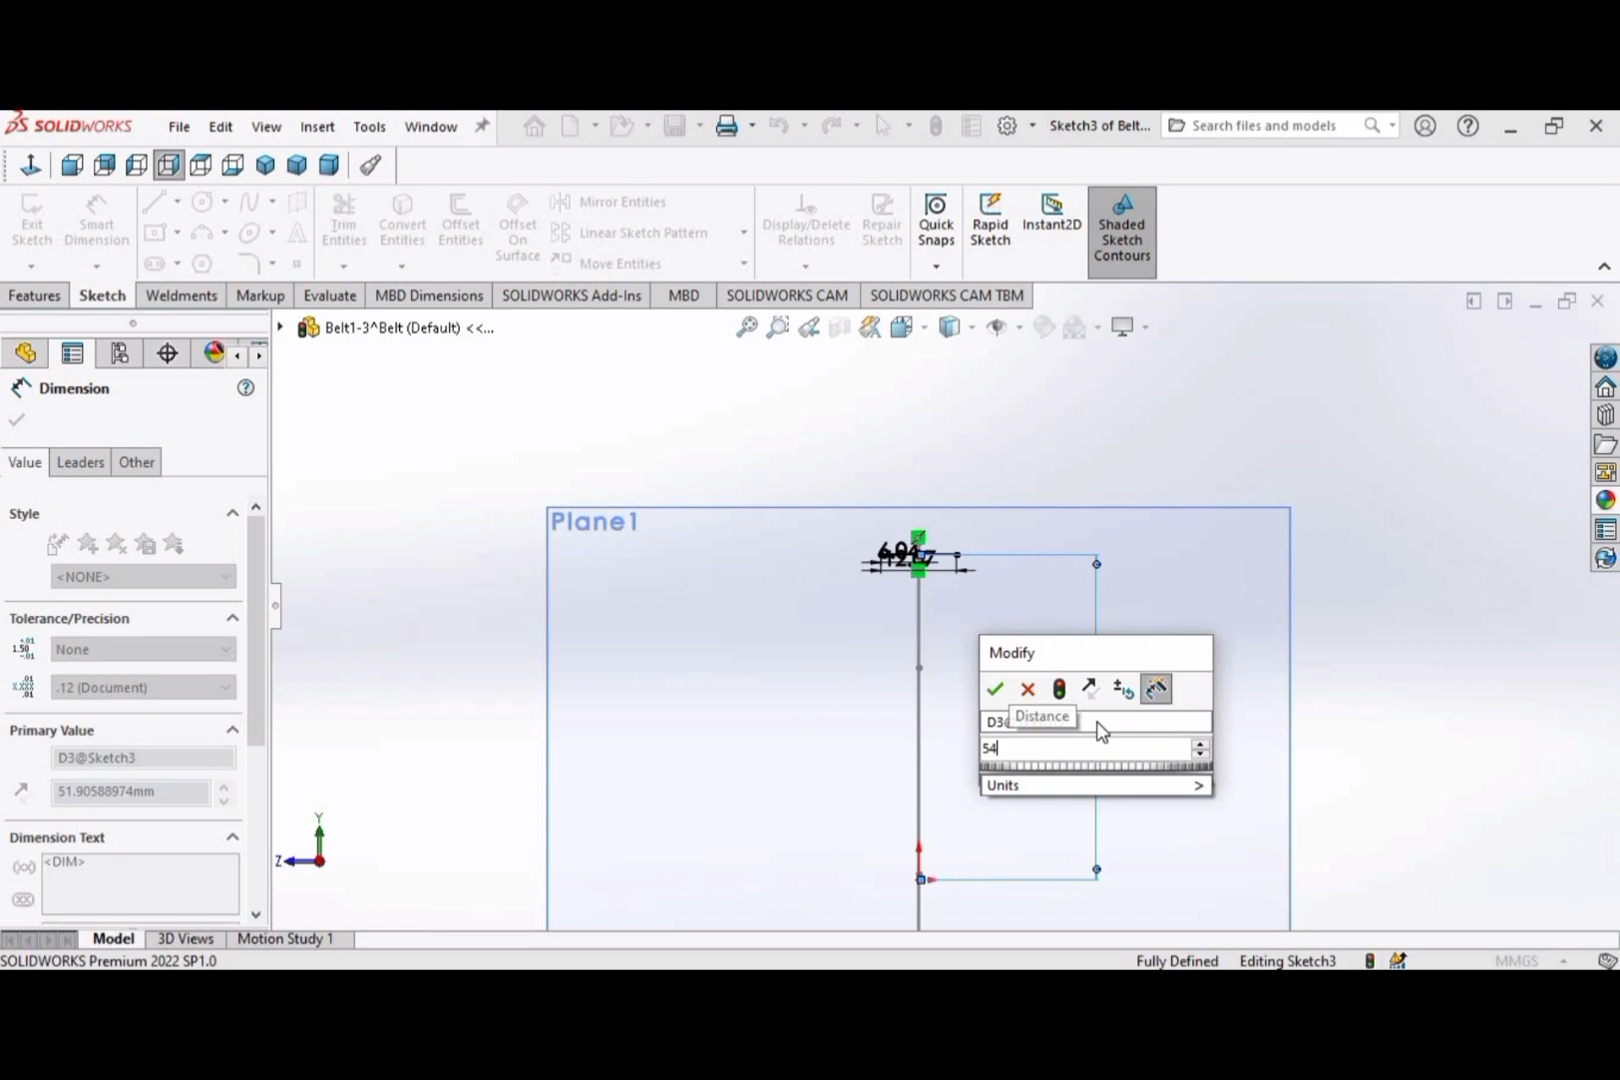 SOLIDWORKS File Edit View Insert Tools Window Sketch3 of Belt... Search files and models
Exit Sketch
Smart Dimension
Trim Entities
Convert Entities
Offset Entities
Offset On Surface
Mirror Entities
Linear Sketch Pattern
Move Entities
Display/Delete Relations
Repair Sketch
Quick Snaps
Rapid Sketch
Instant2D
Shaded Sketch Contours
Features Sketch Weldments Markup Evaluate MBD Dimensions SOLIDWORKS Add-Ins MBD SOLIDWORKS CAM SOLIDWORKS CAM TBM
Belt1-3^Belt (Default) <<...
Dimension
Value Leaders Other
Style
<NONE>
Tolerance/Precision
None
.12 (Document)
Primary Value
D3@Sketch3
51.90588974mm
Dimension Text
<DIM>
Plane1
Modify
Distance
54
Units >
Y
Z
Model 3D Views Motion Study 1
SOLIDWORKS Premium 2022 SP1.0 Fully Defined Editing Sketch3 MMGS